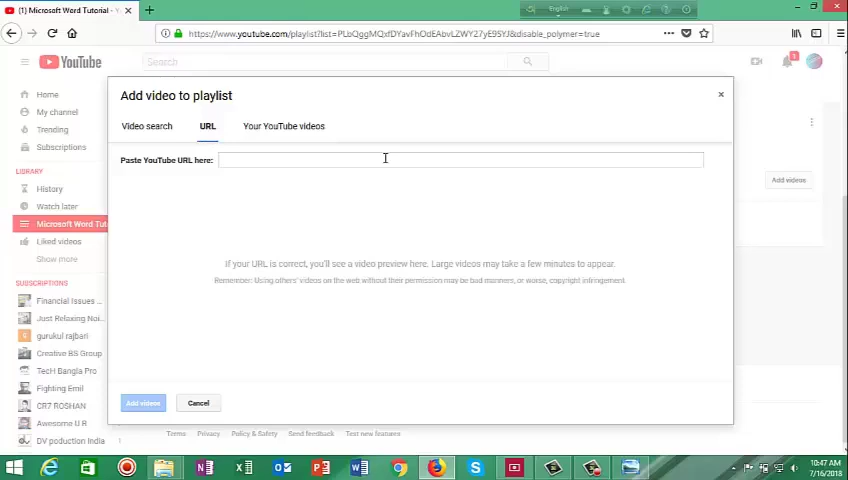 (1) Microsoft Word Tutorial - Y
English
https://www.youtube.com/playlist?list=PLbQggMQxfDYavFhOdEAbvLZWY27yE95YJ&disable_polymer=true
YouTube
Search
1
Home
My channel
Trending
Subscriptions
LIBRARY
History
Watch later
Microsoft Word Tut
Liked videos
Show more
SUBSCRIPTIONS
Financial Issues ...
Just Relaxing Noi...
gurukul rajbari
Creative BS Group
TecH Bangla Pro
Fighting Emil
CR7 ROSHAN
Awesome U.R
DV poduction India
Add video to playlist
Video search
URL
Your YouTube videos
Paste YouTube URL here:
If your URL is correct, you'll see a video preview here. Large videos may take a few minutes to appear.
Remember: Using others' videos on the web without their permission may be bad manners, or worse, copyright infringement.
Add videos
Cancel
Add videos
Terms
Privacy
Policy & Safety
Send feedback
Test new features
10:47 AM
7/16/2018